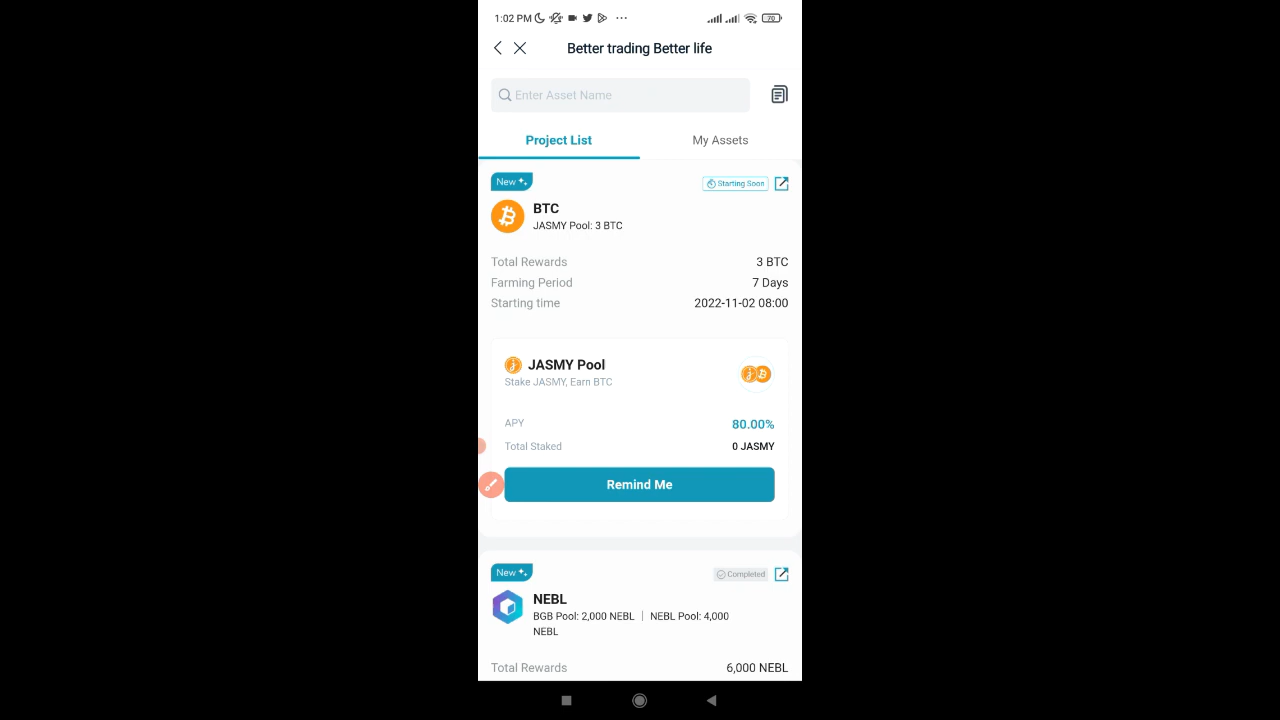 1:02 PM
70
Better trading Better life
Enter Asset Name
Project List
My Assets
New
Starting Soon
BTC
JASMY Pool: 3 BTC
Total Rewards 3 BTC
Farming Period 7 Days
Starting time 2022-11-02 08:00
JASMY Pool
Stake JASMY, Earn BTC
APY 80.00%
Total Staked 0 JASMY
Remind Me
New
Completed
NEBL
BGB Pool: 2,000 NEBL | NEBL Pool: 4,000
NEBL
Total Rewards 6,000 NEBL